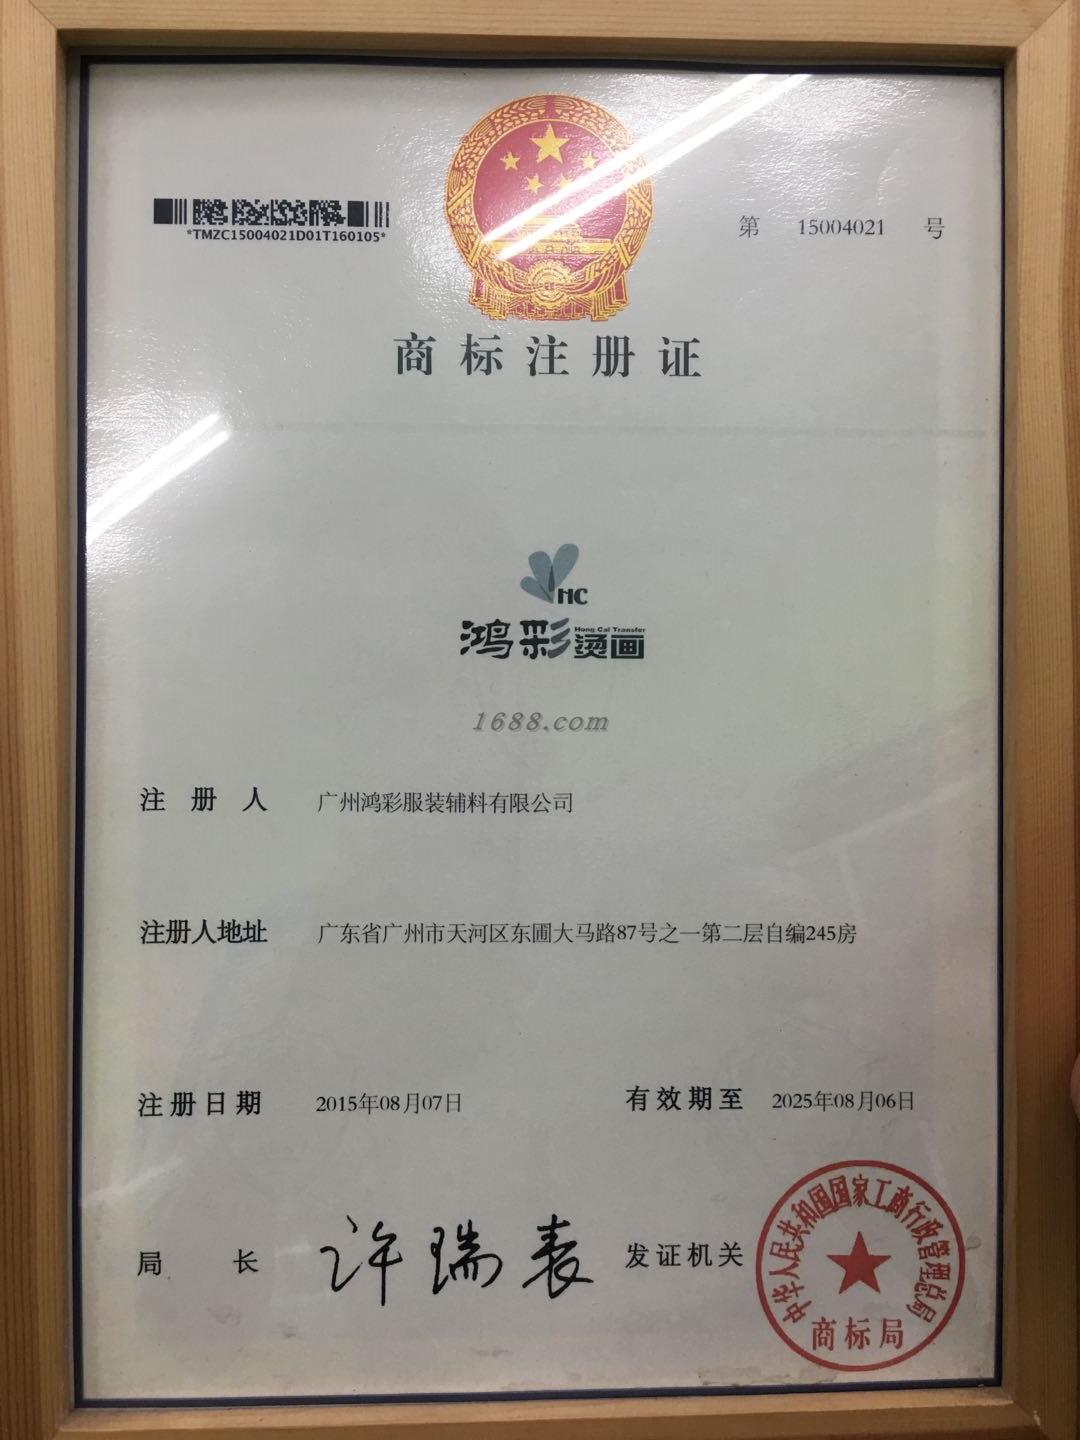 *TMZC15004021D01T160105*
第 15004021 号
商标注册证
HC
Hong Cai Transfer
鸿彩烫画
1688.com
注册人 广州鸿彩服装辅料有限公司
注册人地址 广东省广州市天河区东圃大马路87号之一第二层自编245房
注册日期 2015年08月07日 有效期至 2025年08月06日
局长 许瑞表 发证机关
中华人民共和国国家工商行政管理总局
商标局